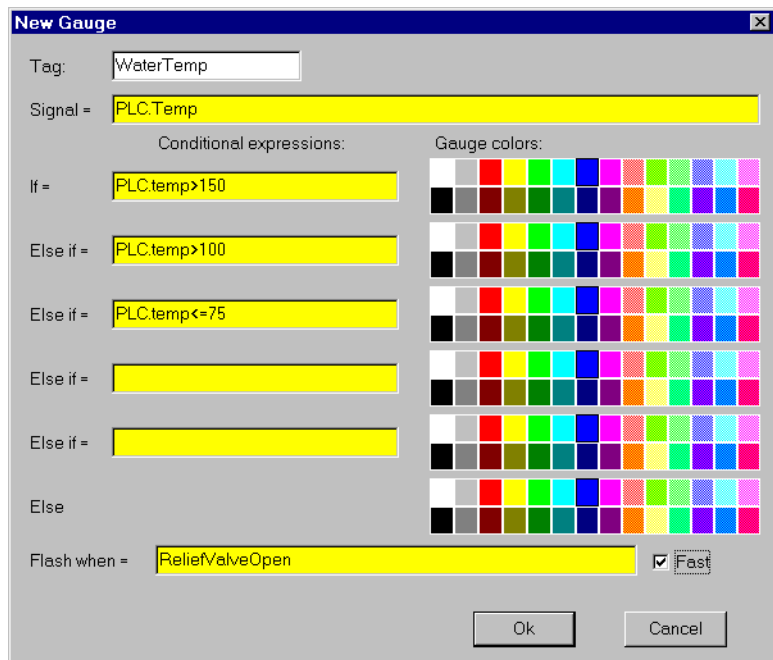 New Gauge
Tag: WaterTemp
Signal = PLC.Temp
Conditional expressions: Gauge colors:
If = PLC.temp>150
Else if = PLC.temp>100
Else if = PLC.temp<=75
Else if =
Else if =
Else
Flash when = ReliefValveOpen Fast
Ok Cancel